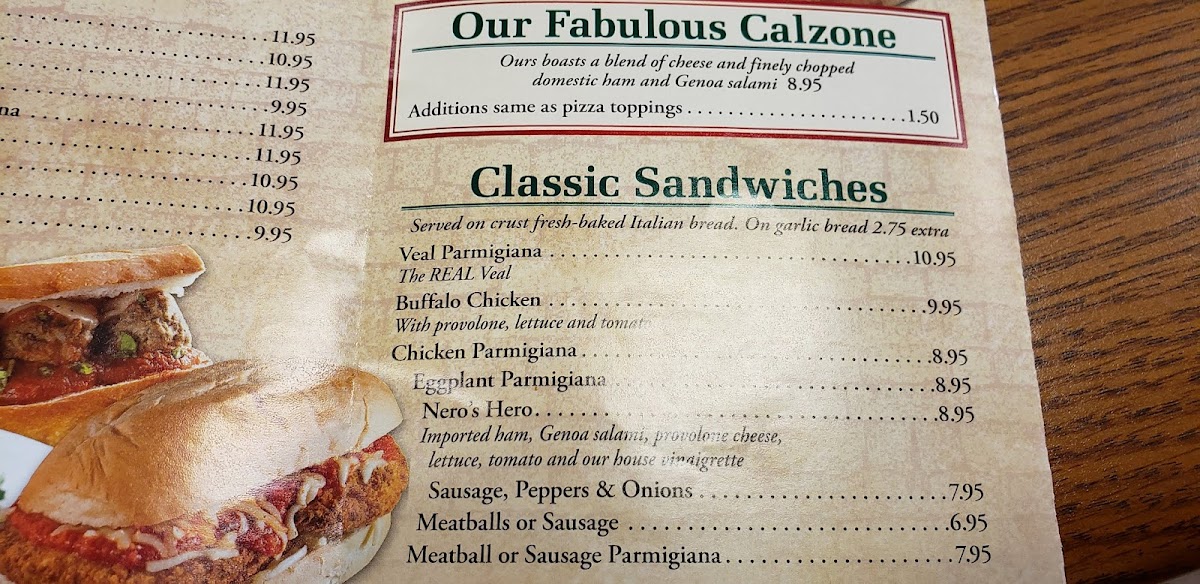 11.95
10.95
11.95
9.95
na 11.95
11.95
10.95
10.95
9.95
Our Fabulous Calzone
Ours boasts a blend of cheese and finely chopped
domestic ham and Genoa salami 8.95
Additions same as pizza toppings 1.50
Classic Sandwiches
Served on crust fresh-baked Italian bread. On garlic bread 2.75 extra
Veal Parmigiana 10.95
The REAL Veal
Buffalo Chicken 9.95
With provolone, lettuce and tomato
Chicken Parmigiana 8.95
Eggplant Parmigiana 8.95
Nero's Hero 8.95
Imported ham, Genoa salami, provolone cheese,
lettuce, tomato and our house vinaigrette
Sausage, Peppers & Onions 7.95
Meatballs or Sausage 6.95
Meatball or Sausage Parmigiana 7.95